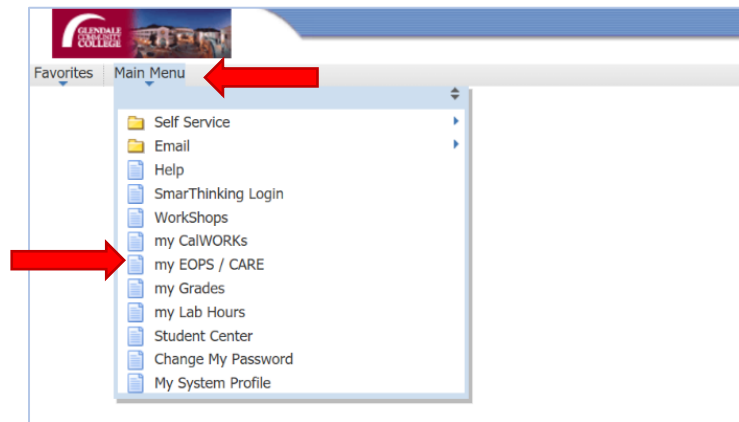 GLENDALE
COMMUNITY
COLLEGE
Favorites Main Menu
Self Service
Email
Help
SmarThinking Login
WorkShops
my CalWORKs
my EOPS / CARE
my Grades
my Lab Hours
Student Center
Change My Password
My System Profile